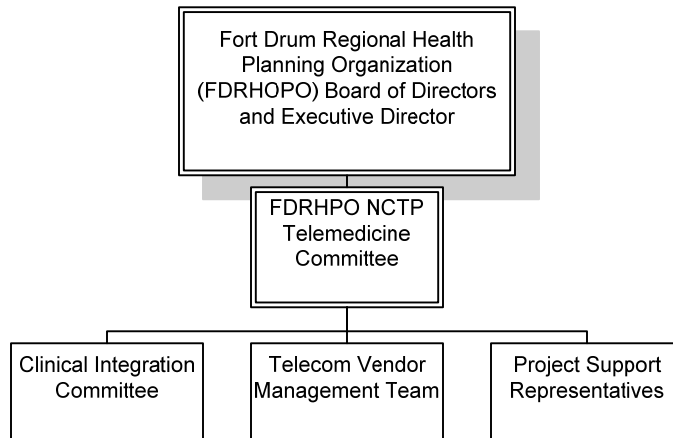 Fort Drum Regional Health
Planning Organization
(FDRHOPO) Board of Directors
and Executive Director
FDRHPO NCTP
Telemedicine
Committee
Clinical Integration
Committee
Telecom Vendor
Management Team
Project Support
Representatives